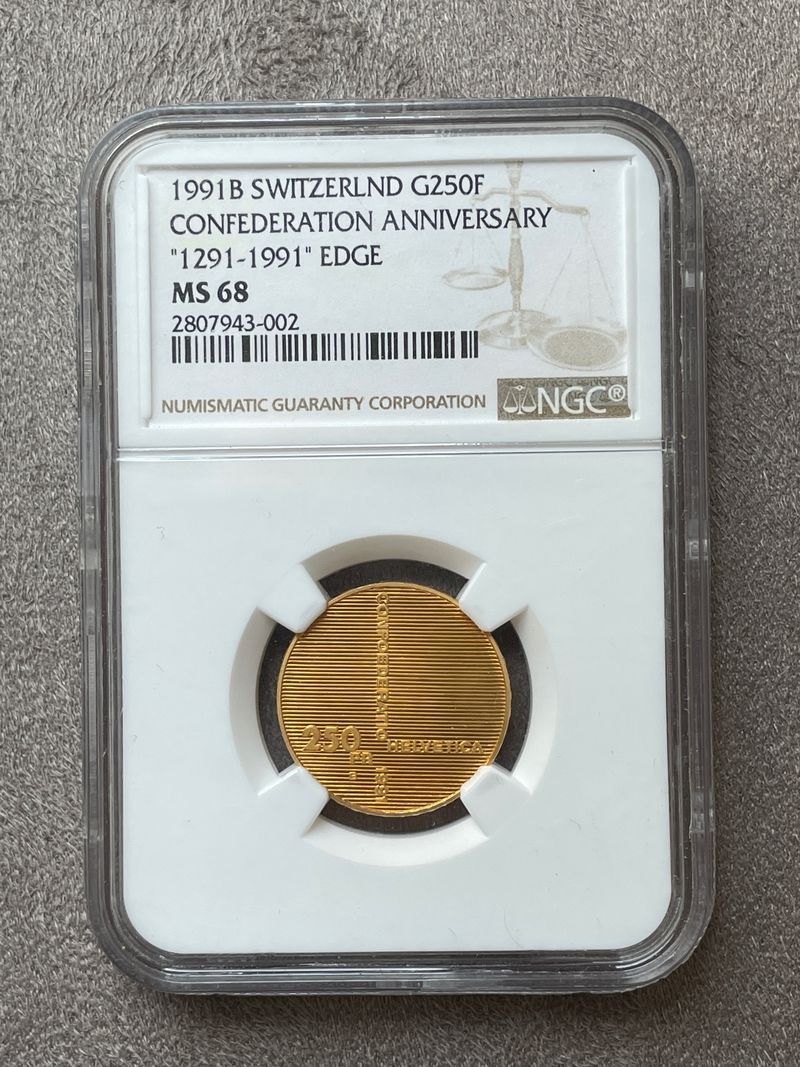 1991B SWITZERLND G250F
CONFEDERATION ANNIVERSARY
"1291-1991" EDGE
MS 68
2807943-002
NUMISMATIC GUARANTY CORPORATION
NGC®
CONFOEDERATIO
HELVETICA
250
FR
B
1991